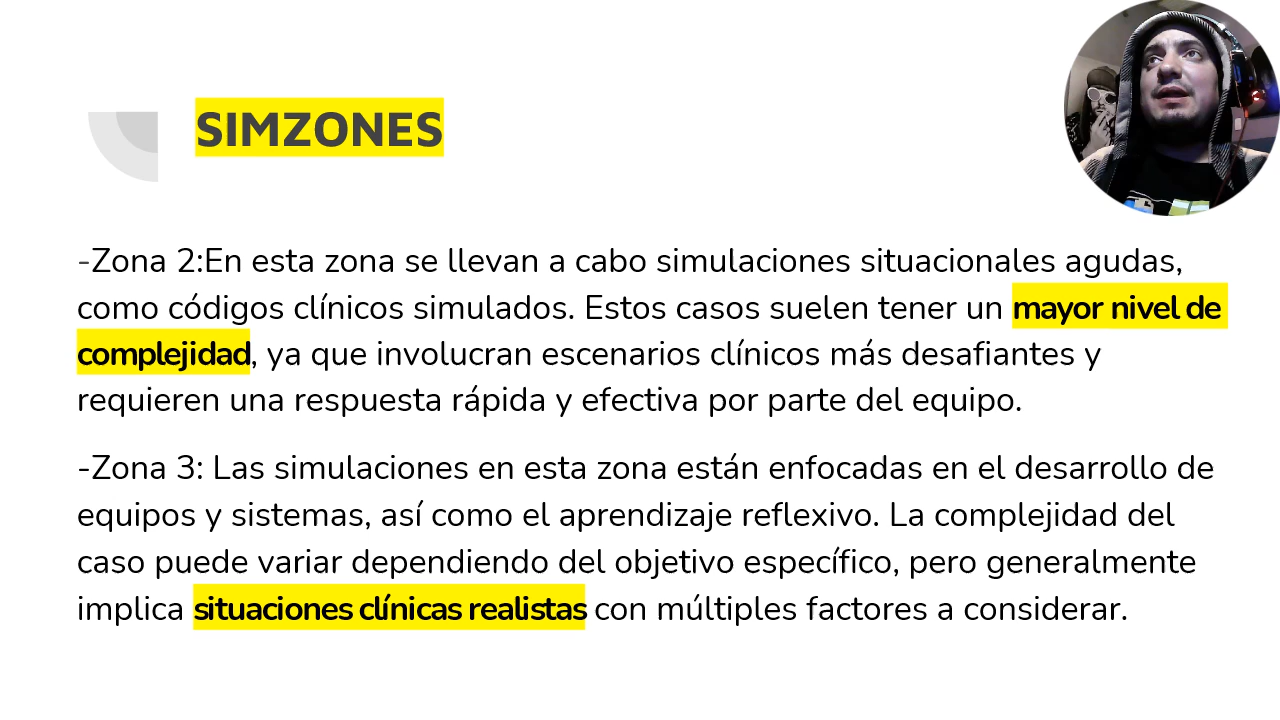 SIMZONES
-Zona 2:En esta zona se llevan a cabo simulaciones situacionales agudas,
como códigos clínicos simulados. Estos casos suelen tener un mayor nivel de
complejidad, ya que involucran escenarios clínicos más desafiantes y
requieren una respuesta rápida y efectiva por parte del equipo.
-Zona 3: Las simulaciones en esta zona están enfocadas en el desarrollo de
equipos y sistemas, así como el aprendizaje reflexivo. La complejidad del
caso puede variar dependiendo del objetivo específico, pero generalmente
implica situaciones clínicas realistas con múltiples factores a considerar.